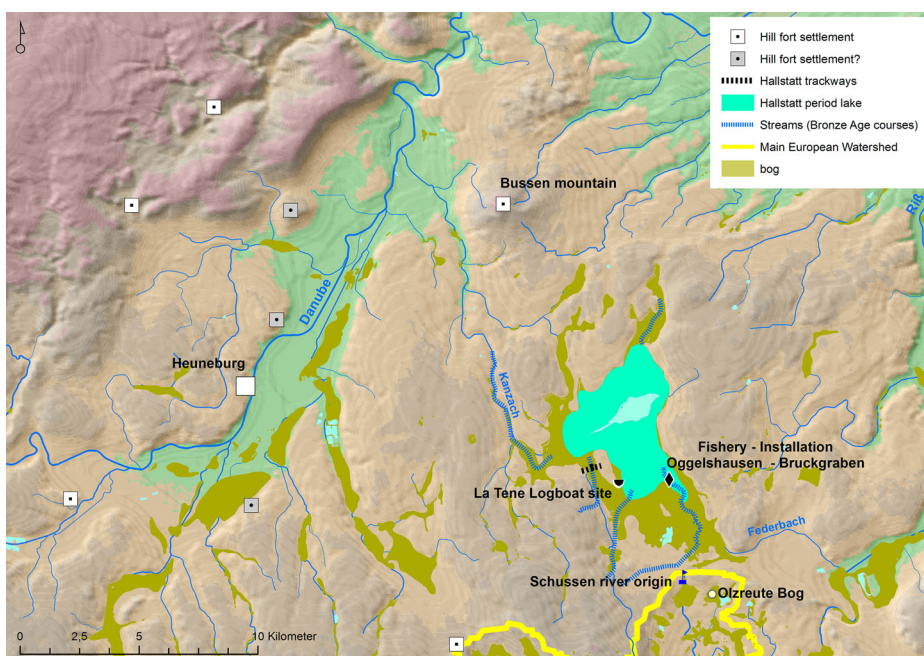 Hill fort settlement
Hill fort settlement?
Hallstatt trackways
Hallstatt period lake
Streams (Bronze Age courses)
Main European Watershed
bog
Bussen mountain
Riß
Danube
Heuneburg
Kanzach
Fishery - Installation
Oggelshausen - Bruckgraben
La Tene Logboat site
Federbach
Schussen river origin
Olzreute Bog
0 2,5 5 10 Kilometer